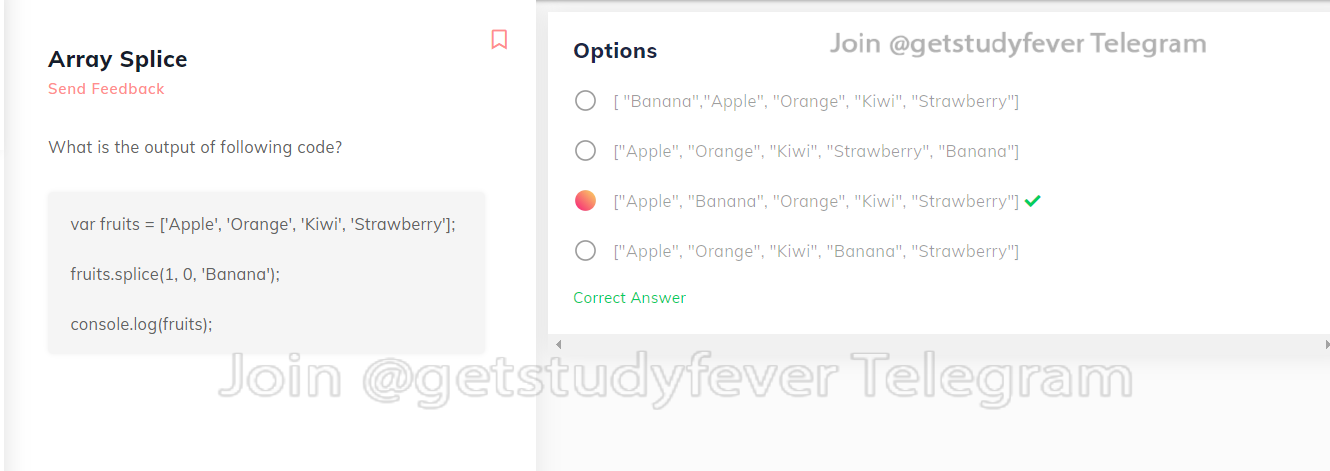 Array Splice
Send Feedback
What is the output of following code?
var fruits = ['Apple', 'Orange', 'Kiwi', 'Strawberry'];
fruits.splice(1, 0, 'Banana');
console.log(fruits);
Join @getstudyfever Telegram
Options
[ "Banana","Apple", "Orange", "Kiwi", "Strawberry"]
["Apple", "Orange", "Kiwi", "Strawberry", "Banana"]
["Apple", "Banana", "Orange", "Kiwi", "Strawberry"]
["Apple", "Orange", "Kiwi", "Banana", "Strawberry"]
Correct Answer
Join @getstudyfever Telegram